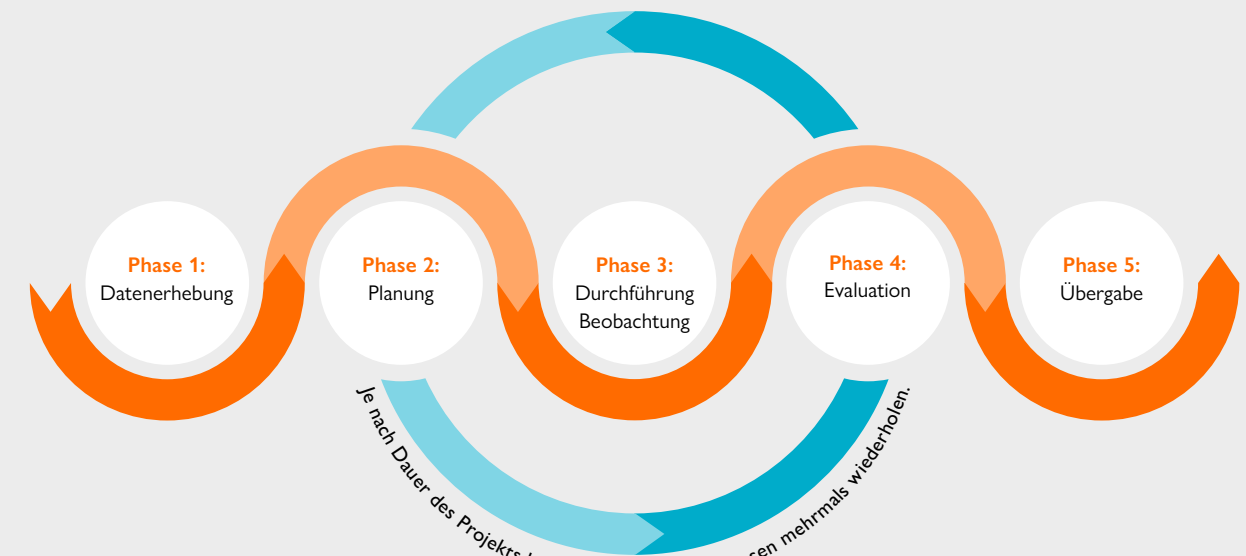 Phase 1:
Datenerhebung
Phase 2:
Planung
Phase 3:
Durchführung
Beobachtung
Phase 4:
Evaluation
Phase 5:
Übergabe
Je nach Dauer des Projekts mehrmals wiederholen.